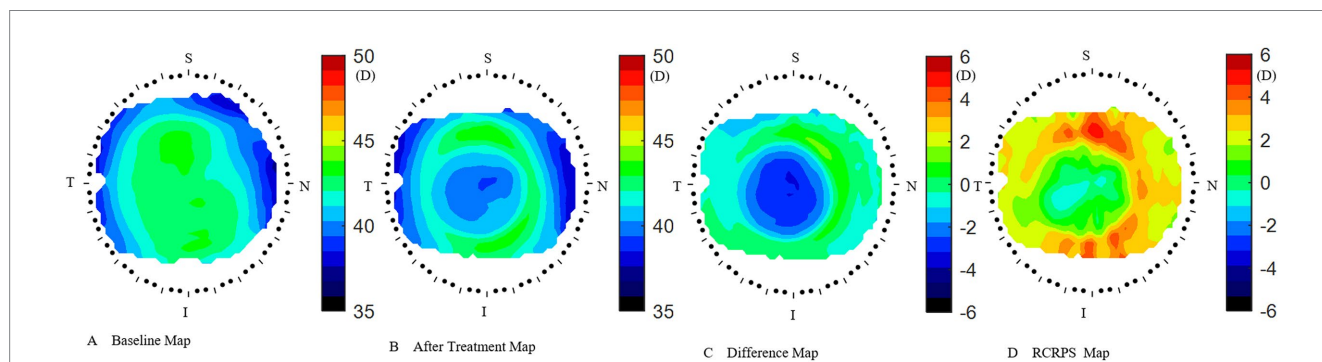 S
T
N
I
50
(D)
45
40
35
A Baseline Map
S
T
N
I
50
(D)
45
40
35
B After Treatment Map
S
T
N
I
6
(D)
4
2
0
-2
-4
-6
C Difference Map
S
T
N
I
6
(D)
4
2
0
-2
-4
-6
D RCRPS Map